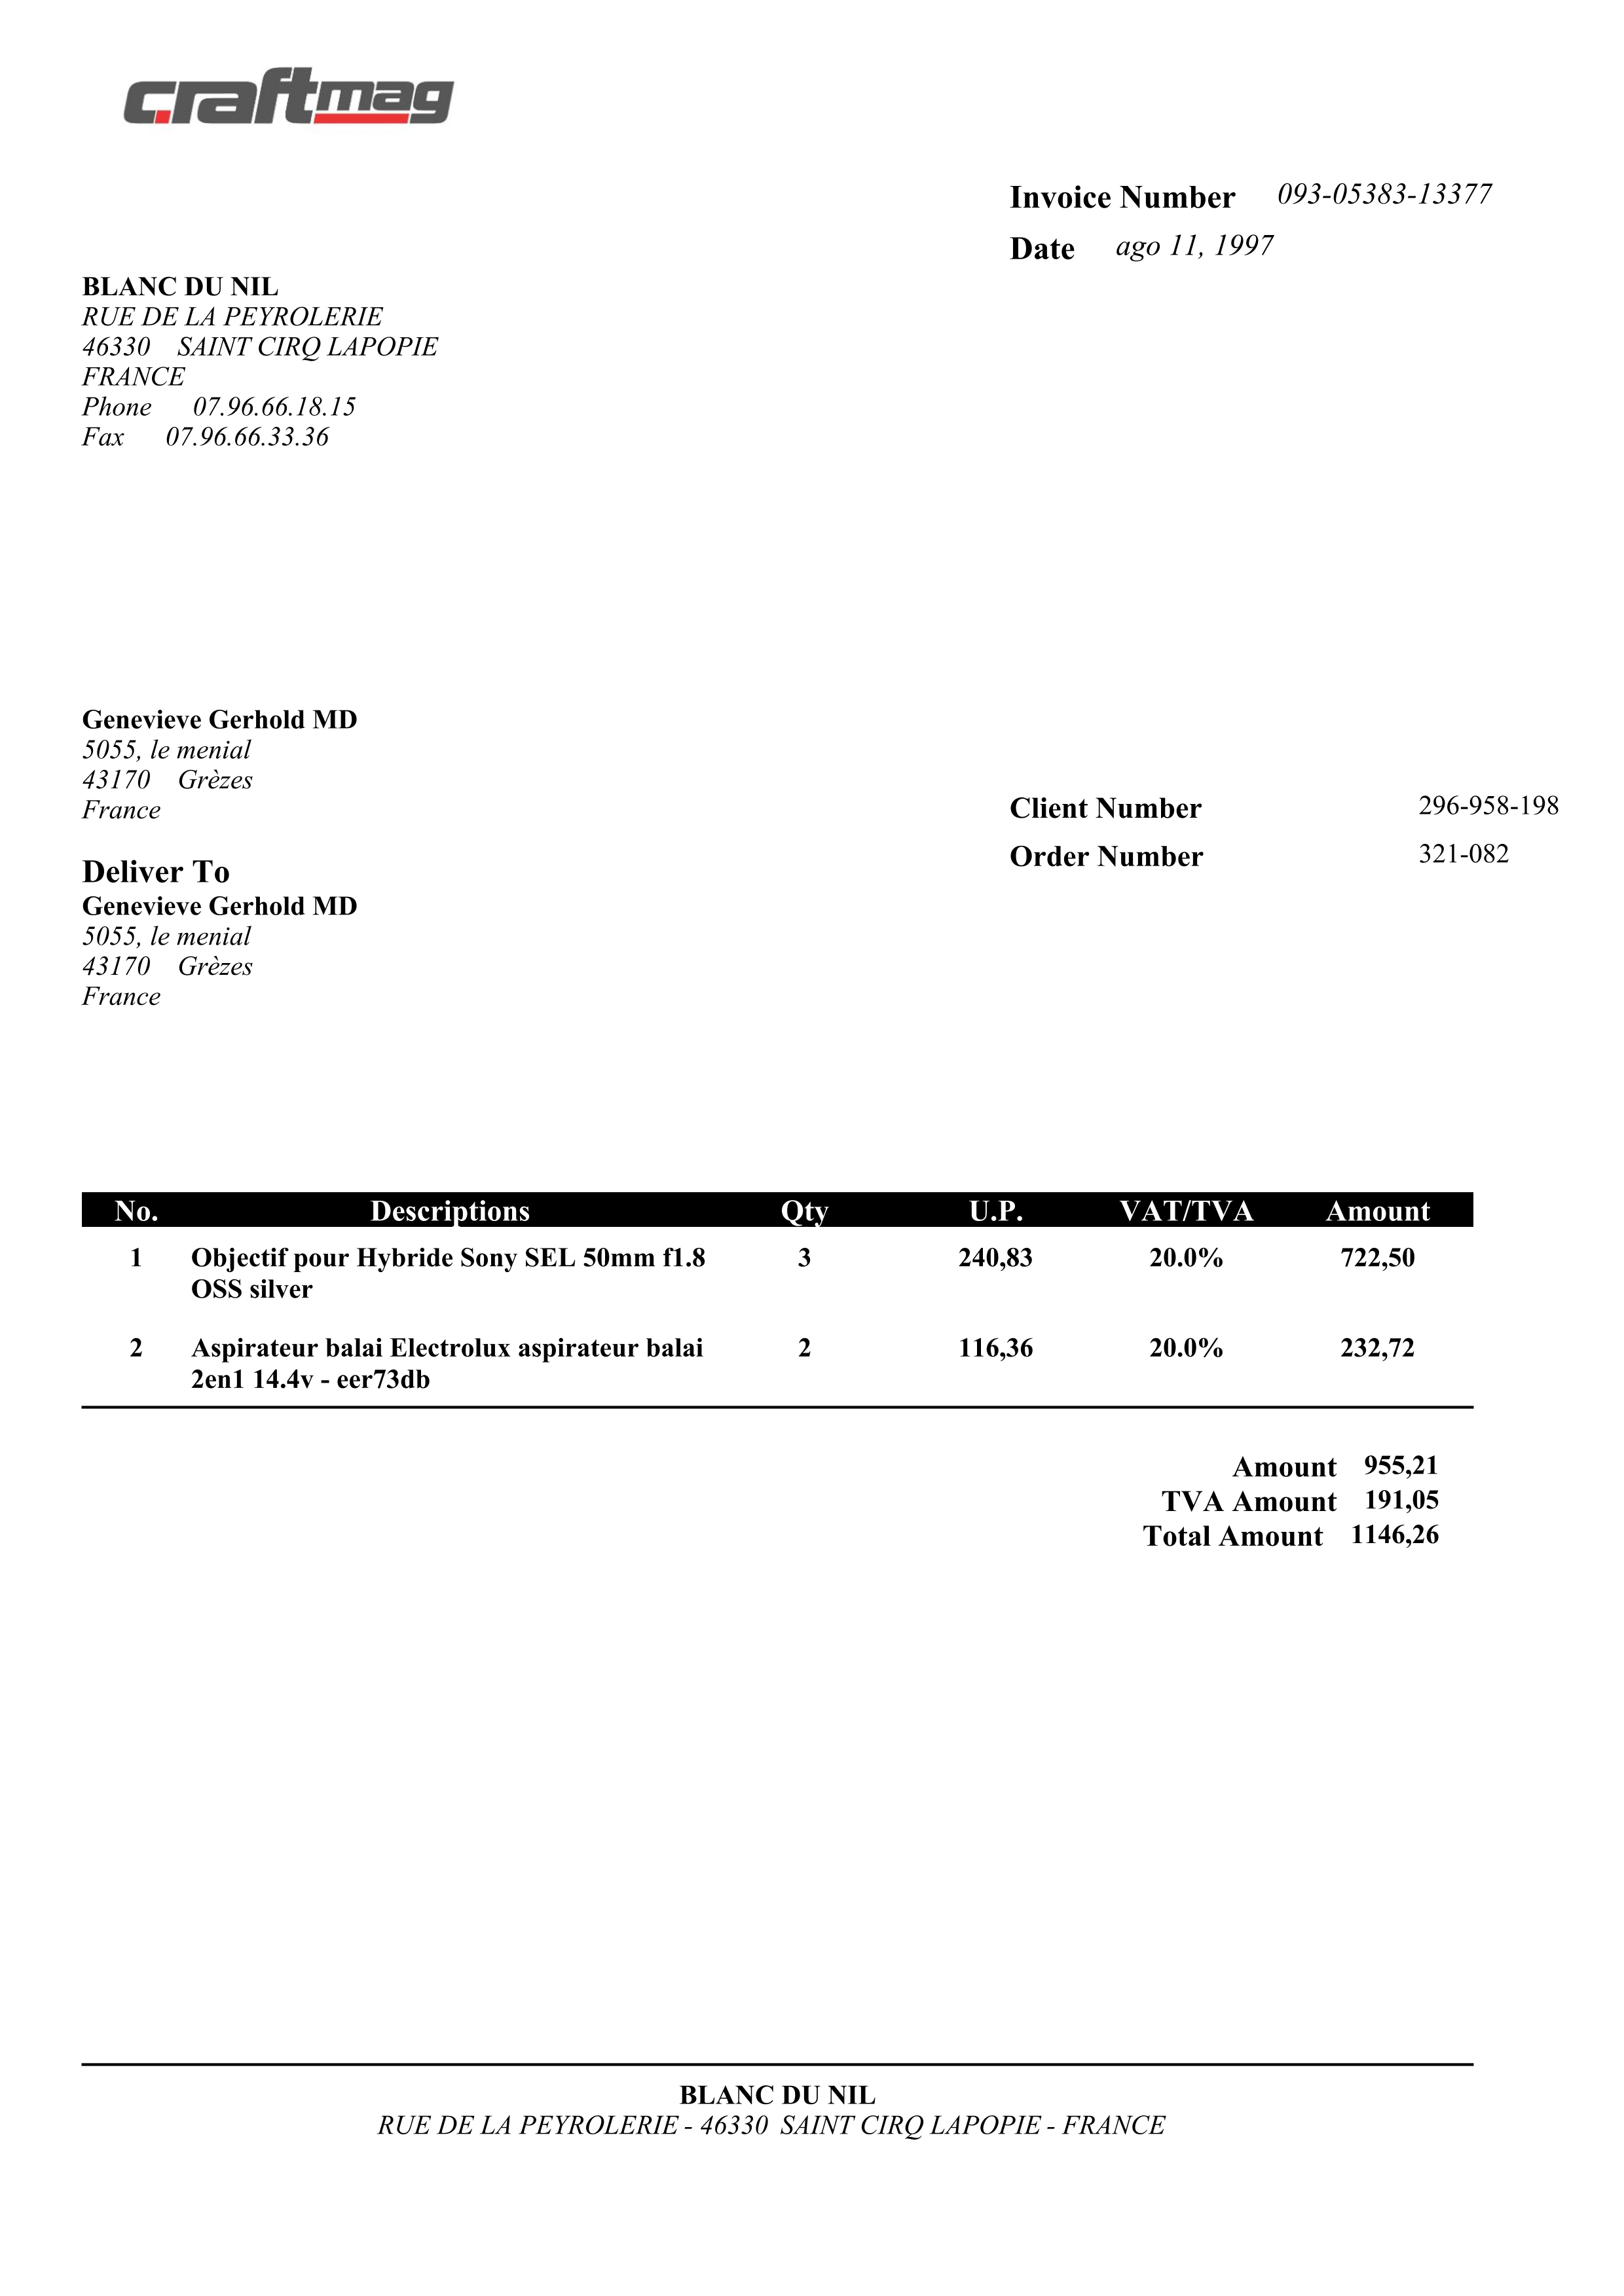 craftmag
Invoice Number 093-05383-13377
Date ago 11, 1997
BLANC DU NIL
RUE DE LA PEYROLERIE
46330 SAINT CIRQ LAPOPIE
FRANCE
Phone 07.96.66.18.15
Fax 07.96.66.33.36
Genevieve Gerhold MD
5055, le menial
43170 Grèzes
France
Client Number 296-958-198
Order Number 321-082
Deliver To
Genevieve Gerhold MD
5055, le menial
43170 Grèzes
France
No. Descriptions Qty U.P. VAT/TVA Amount
1 Objectif pour Hybride Sony SEL 50mm f1.8 3 240,83 20.0% 722,50
OSS silver
2 Aspirateur balai Electrolux aspirateur balai 2 116,36 20.0% 232,72
2en1 14.4v - eer73db
Amount 955,21
TVA Amount 191,05
Total Amount 1146,26
BLANC DU NIL
RUE DE LA PEYROLERIE - 46330 SAINT CIRQ LAPOPIE - FRANCE